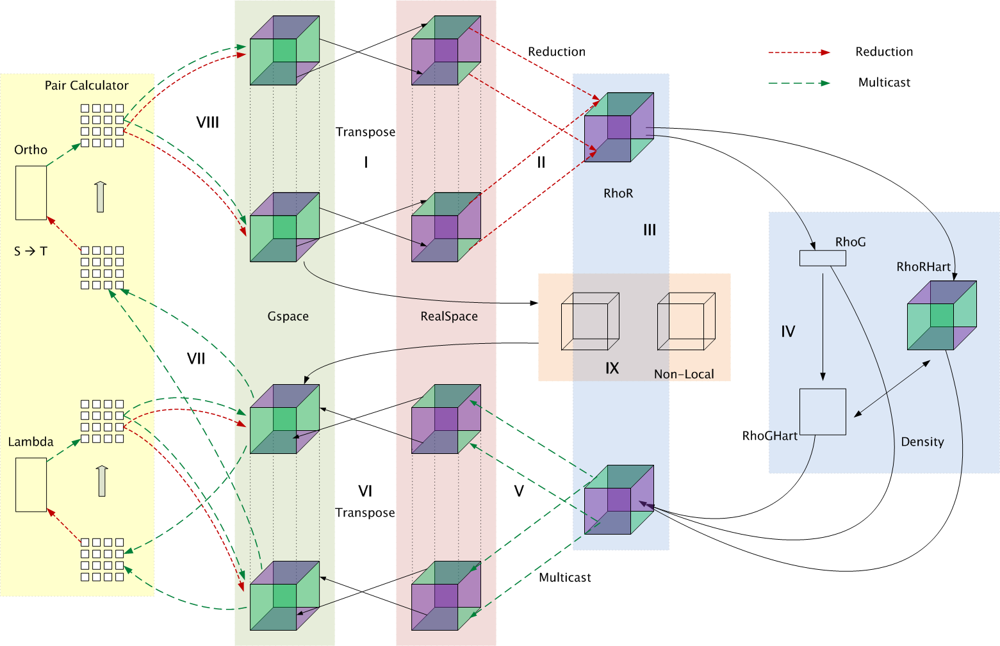 Reduction
Reduction
Multicast
Pair Calculator
VIII
Transpose
Ortho
I
II
RhoR
III
RhoG
S → T
RhoRHart
Gspace
RealSpace
IV
VII
IX
Non-Local
RhoGHart
Lambda
Density
VI
V
Transpose
Multicast